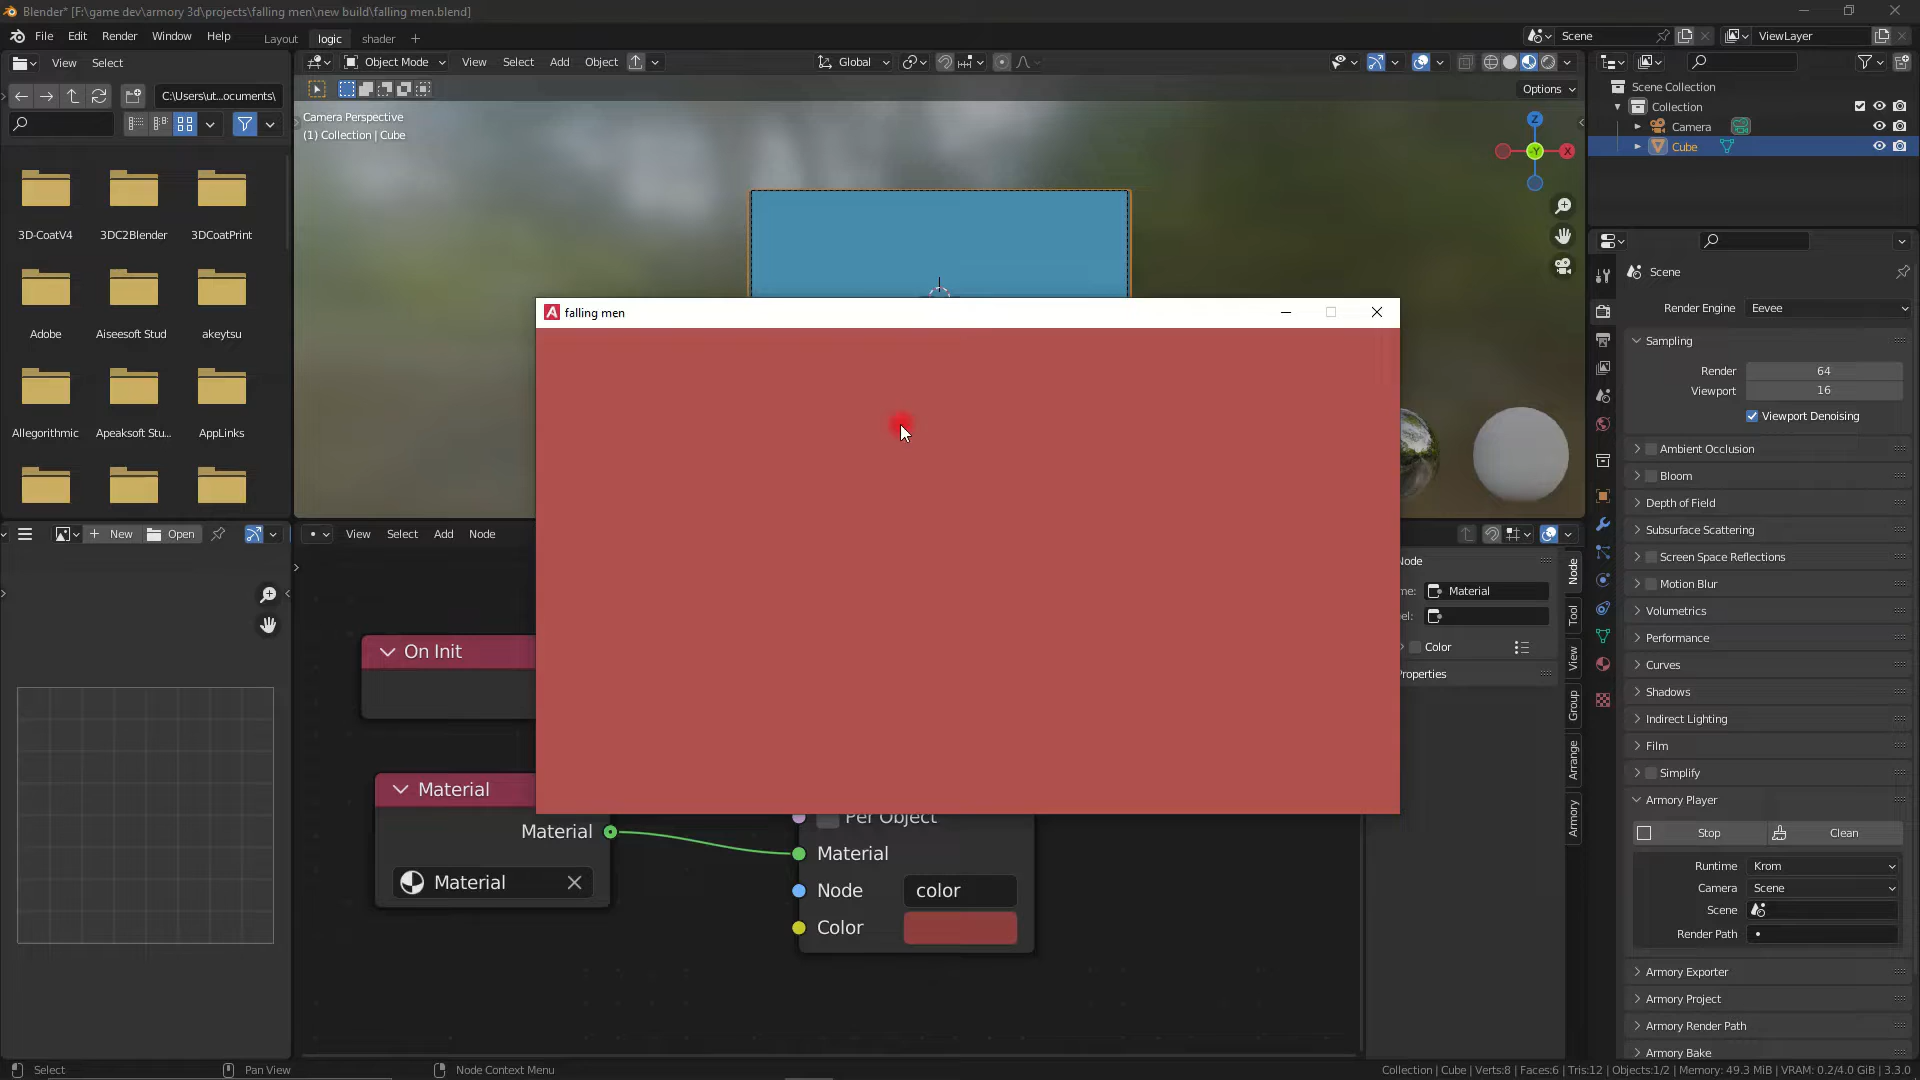 Blender* [F:\game dev\armory 3d\projects\falling men\new build\falling men.blend]
File Edit Render Window Help Layout logic shader + Scene ViewLayer
View Select Object Mode View Select Add Object Global
C:\Users\ut...ocuments\ Options
Camera Perspective
(1) Collection | Cube
Scene Collection
Collection
Camera
Cube
Z
-Y
X
3D-CoatV4 3DC2Blender 3DCoatPrint
Adobe Aiseesoft Stud akeytsu
Allegorithmic Apeaksoft Stu... AppLinks
Scene
Render Engine Eevee
Sampling
Render 64
Viewport 16
Viewport Denoising
Ambient Occlusion
Bloom
Depth of Field
Subsurface Scattering
Screen Space Reflections
Motion Blur
Volumetrics
Performance
Curves
Shadows
Indirect Lighting
Film
Simplify
Armory Player
Stop Clean
Runtime Krom
Camera Scene
Scene
Render Path
Armory Exporter
Armory Project
Armory Render Path
Armory Bake
A falling men
New Open
View Select Add Node
On Init
Material
Material
Material
Per Object
Material
Node color
Color
Node
me: Material
el:
Color
Properties
Node
Tool
View
Group
Arrange
Armory
Select Pan View Node Context Menu
Collection | Cube | Verts:8 | Faces:6 | Tris:12 | Objects:1/2 | Memory: 49.3 MiB | VRAM: 0.2/4.0 GiB | 3.3.0